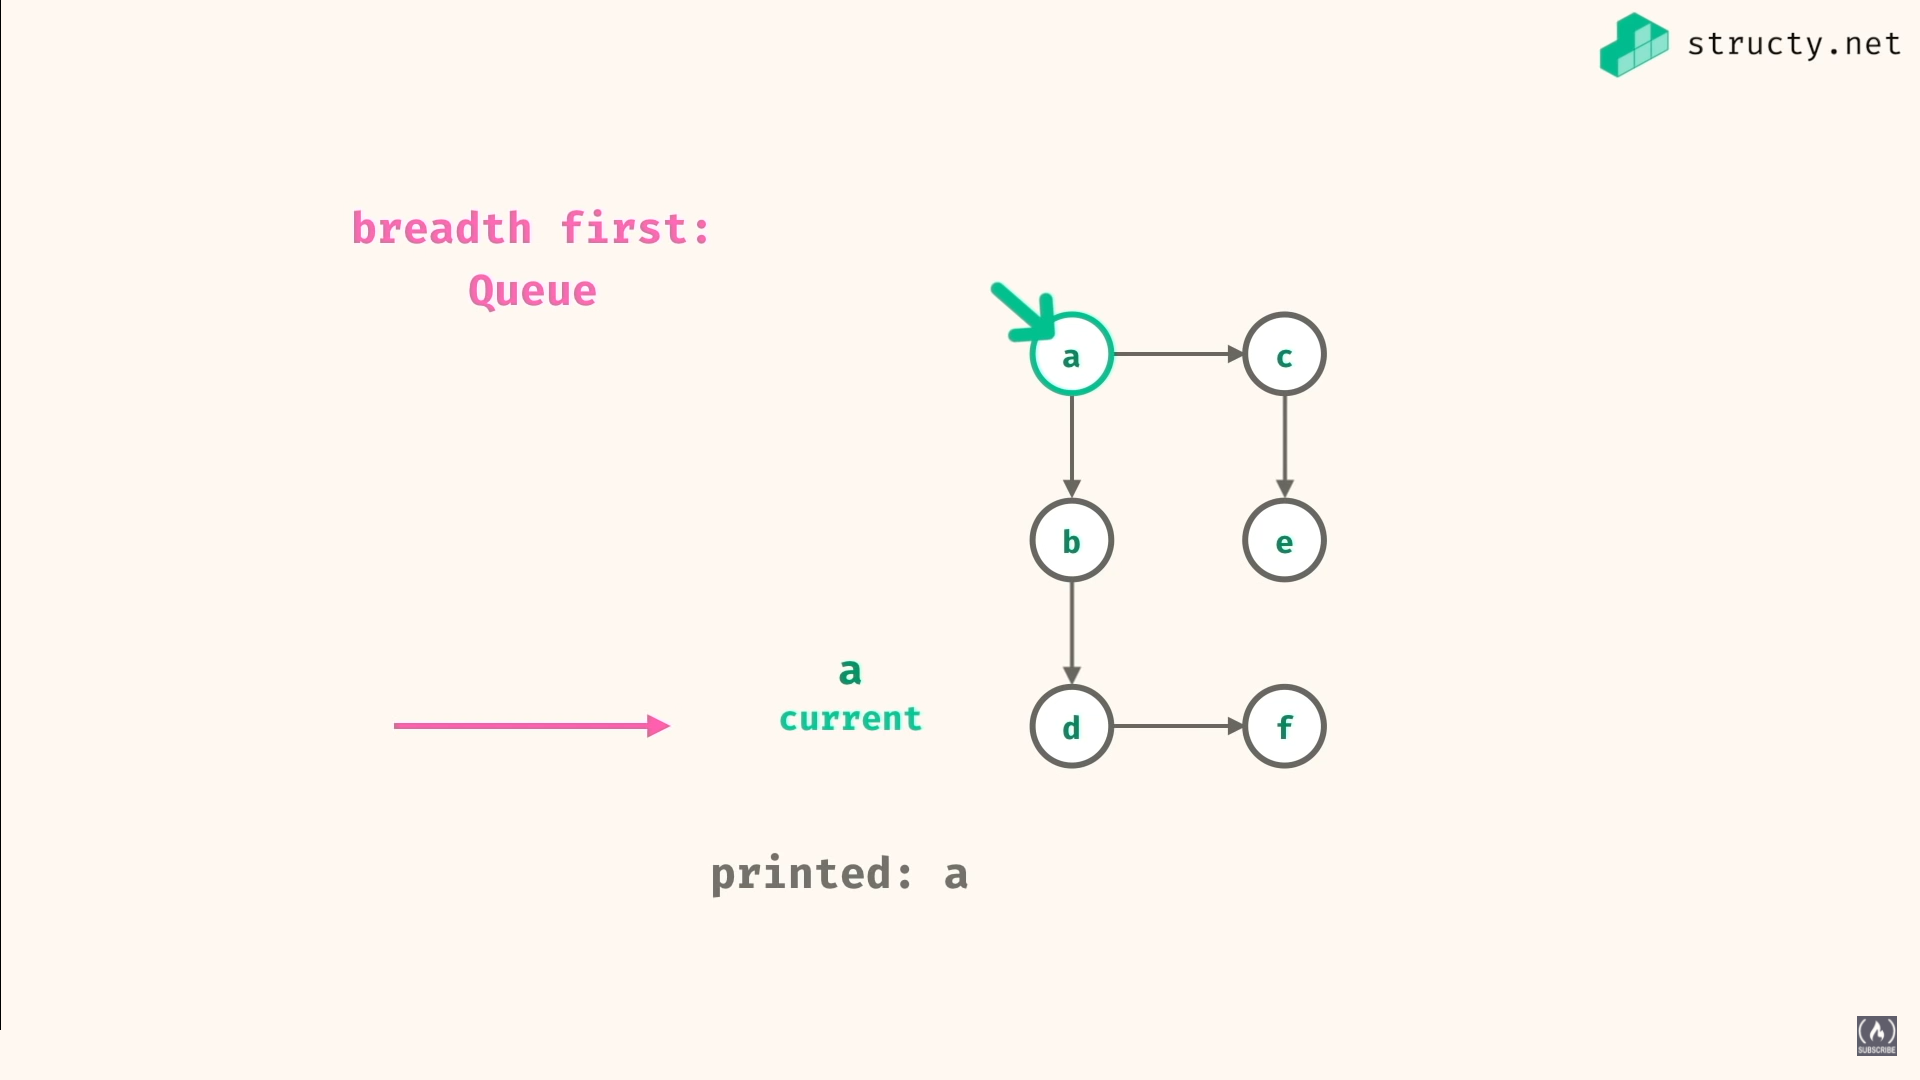 structy.net
breadth first:
Queue
a
c
b
e
a
current
d
f
printed: a
SUBSCRIBE